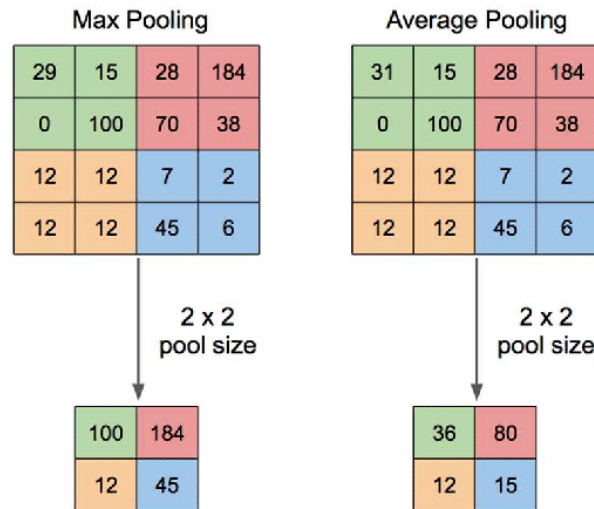 Max Pooling
29 15 28 184
0 100 70 38
12 12 7 2
12 12 45 6
2 x 2
pool size
100 184
12 45
Average Pooling
31 15 28 184
0 100 70 38
12 12 7 2
12 12 45 6
2 x 2
pool size
36 80
12 15